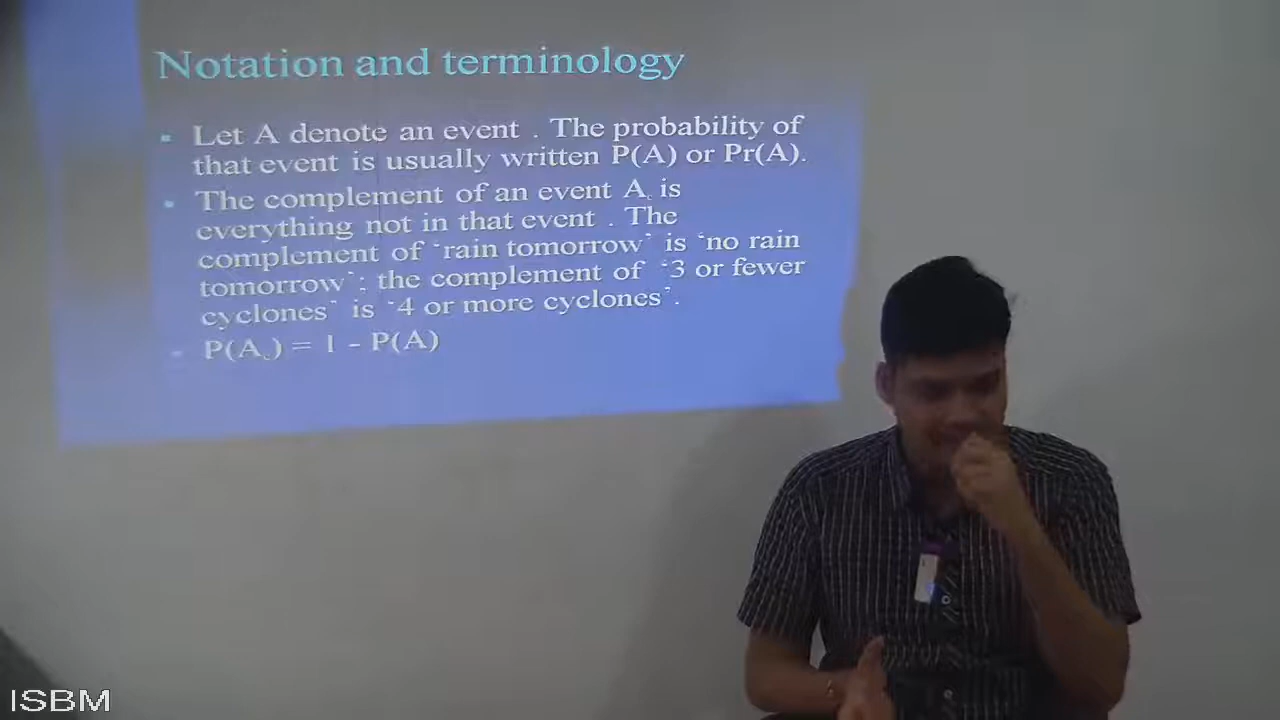 Notation and terminology
▪ Let A denote an event . The probability of
that event is usually written P(A) or Pr(A).
▪ The complement of an event Ac is
everything not in that event . The
complement of ‘rain tomorrow’ is ‘no rain
tomorrow’; the complement of ‘3 or fewer
cyclones’ is ‘4 or more cyclones’.
▪ P(Ac) = 1 - P(A)
ISBM